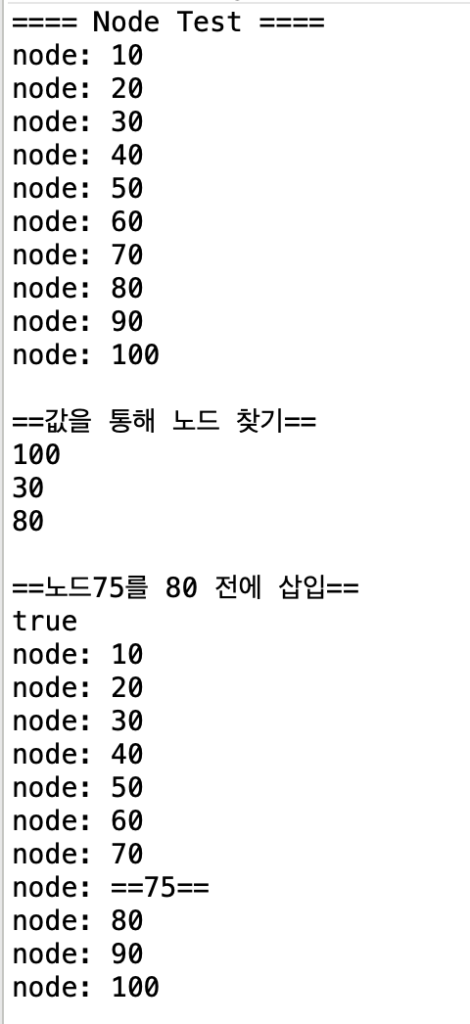 ==== Node Test ====
node: 10
node: 20
node: 30
node: 40
node: 50
node: 60
node: 70
node: 80
node: 90
node: 100
==값을 통해 노드 찾기==
100
30
80
==노드75를 80 전에 삽입==
true
node: 10
node: 20
node: 30
node: 40
node: 50
node: 60
node: 70
node: ==75==
node: 80
node: 90
node: 100